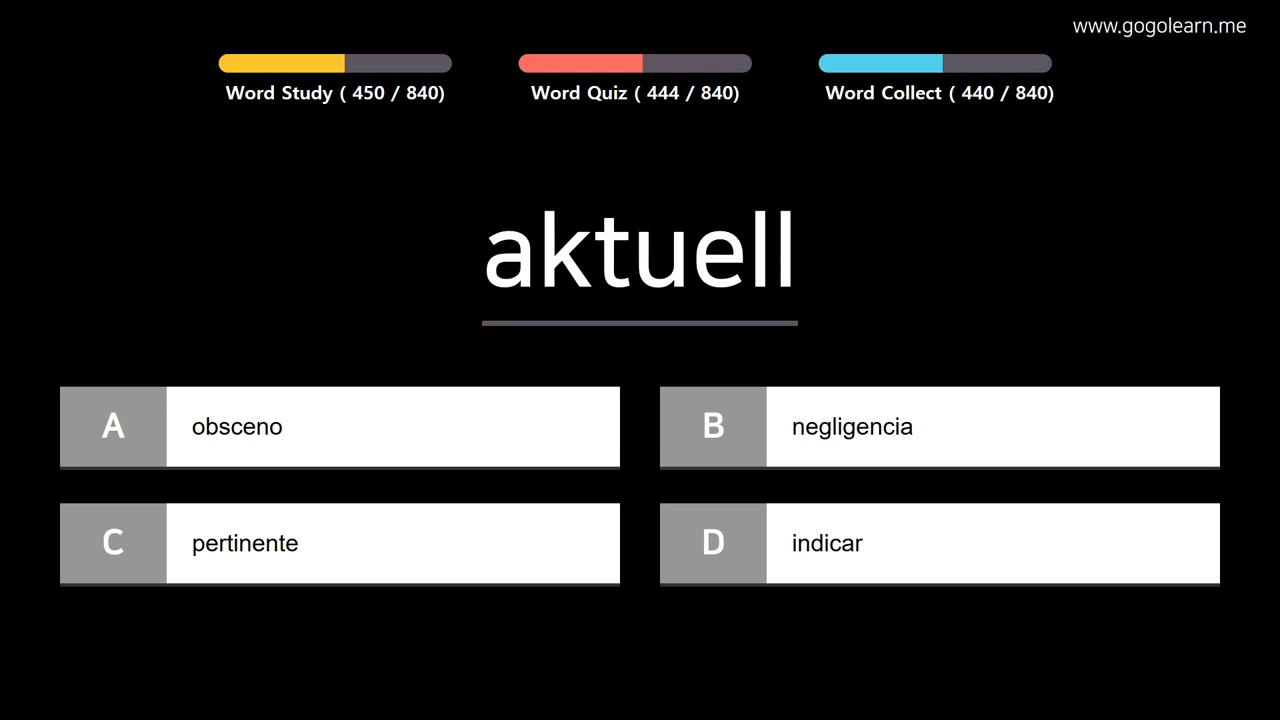 www.gogolearn.me
Word Study ( 450 / 840)
Word Quiz ( 444 / 840)
Word Collect ( 440 / 840)
aktuell
A
obsceno
B
negligencia
C
pertinente
D
indicar